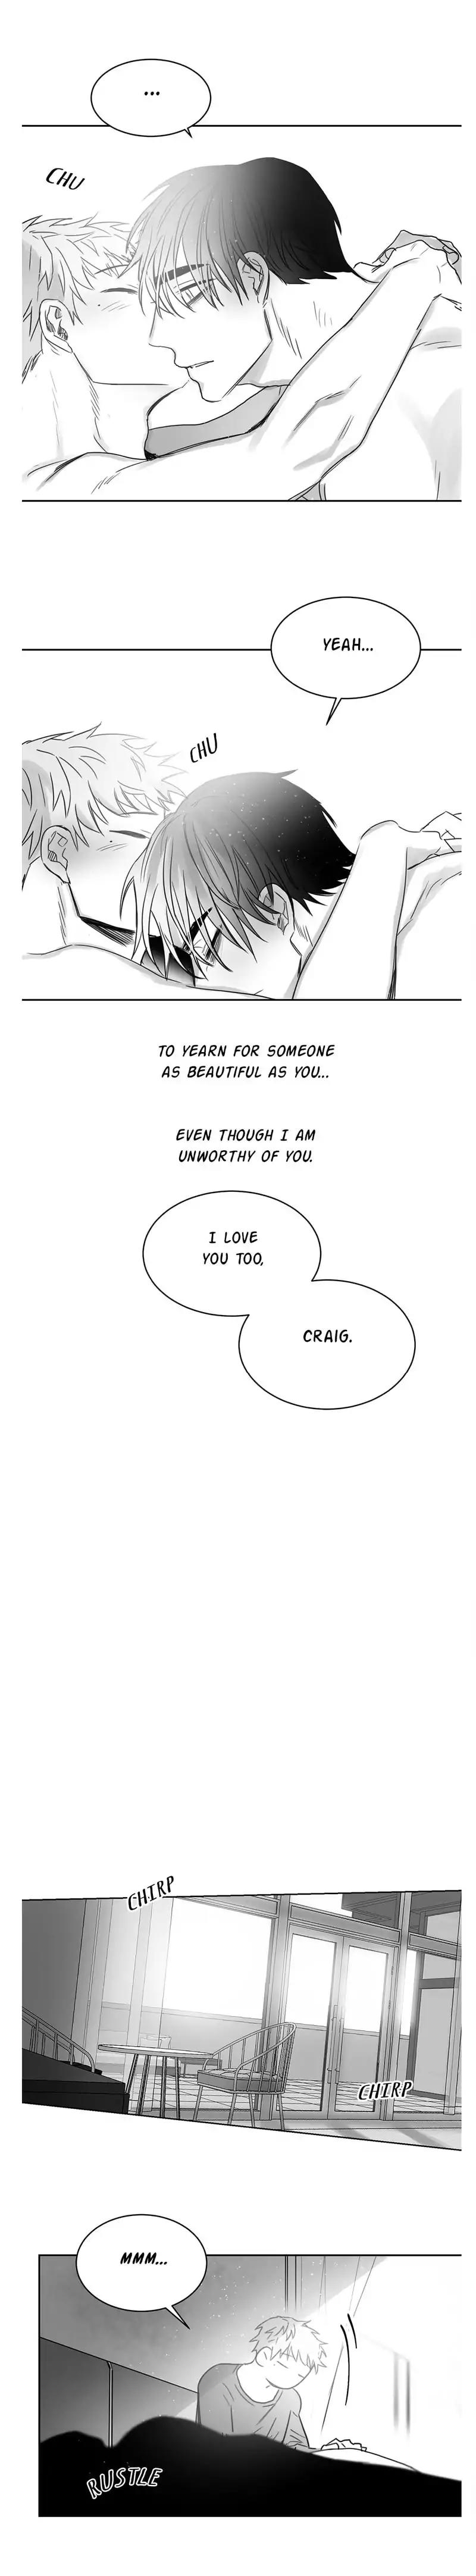 ...
CHU
YEAH...
CHU
TO YEARN FOR SOMEONE
AS BEAUTIFUL AS YOU...
EVEN THOUGH I AM
UNWORTHY OF YOU.
I LOVE
YOU TOO,
CRAIG.
CHIRP
CHIRP
MMM...
RUSTLE